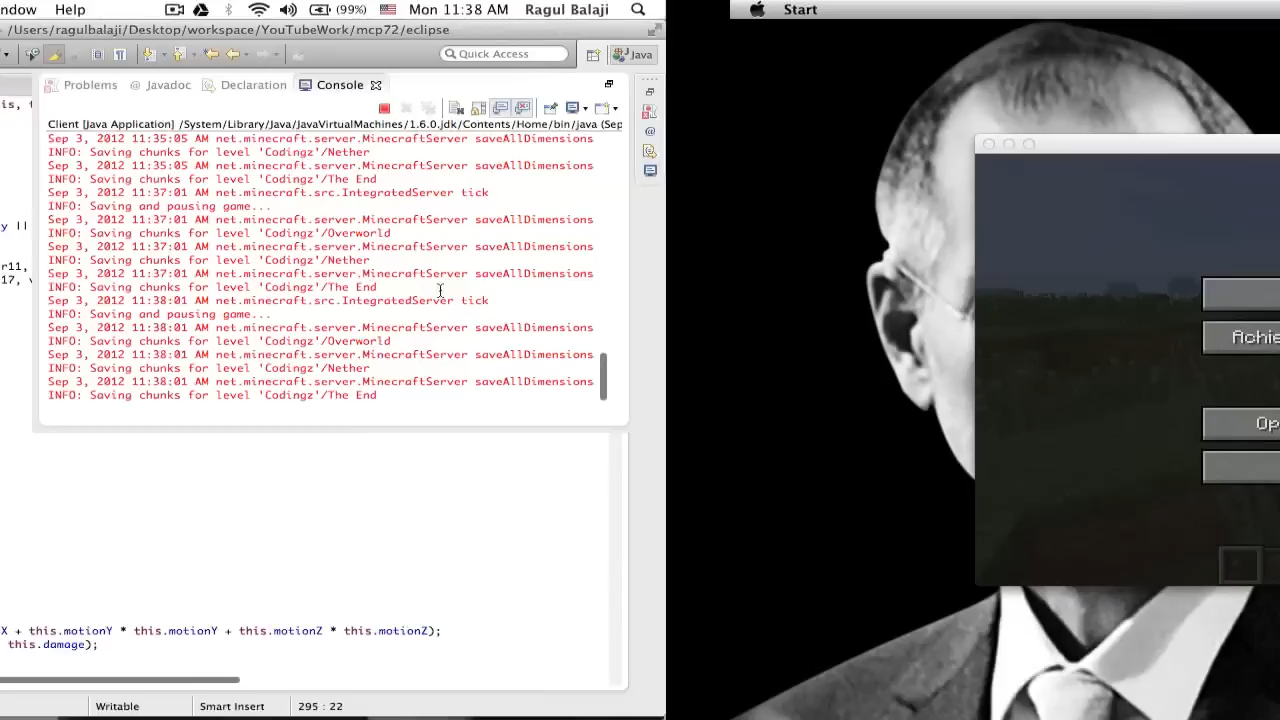 ndow Help (99%) Mon 11:38 AM Ragul Balaji
/Users/ragulbalaji/Desktop/workspace/YouTubeWork/mcp72/eclipse
Quick Access Java
Problems @ Javadoc Declaration Console
Client [Java Application] /System/Library/Java/JavaVirtualMachines/1.6.0.jdk/Contents/Home/bin/java (Sep
Sep 3, 2012 11:35:05 AM net.minecraft.server.MinecraftServer saveAllDimensions
INFO: Saving chunks for level 'Codingz'/Nether
Sep 3, 2012 11:35:05 AM net.minecraft.server.MinecraftServer saveAllDimensions
INFO: Saving chunks for level 'Codingz'/The End
Sep 3, 2012 11:37:01 AM net.minecraft.src.IntegratedServer tick
INFO: Saving and pausing game...
Sep 3, 2012 11:37:01 AM net.minecraft.server.MinecraftServer saveAllDimensions
INFO: Saving chunks for level 'Codingz'/Overworld
Sep 3, 2012 11:37:01 AM net.minecraft.server.MinecraftServer saveAllDimensions
INFO: Saving chunks for level 'Codingz'/Nether
Sep 3, 2012 11:37:01 AM net.minecraft.server.MinecraftServer saveAllDimensions
INFO: Saving chunks for level 'Codingz'/The End
Sep 3, 2012 11:38:01 AM net.minecraft.src.IntegratedServer tick
INFO: Saving and pausing game...
Sep 3, 2012 11:38:01 AM net.minecraft.server.MinecraftServer saveAllDimensions
INFO: Saving chunks for level 'Codingz'/Overworld
Sep 3, 2012 11:38:01 AM net.minecraft.server.MinecraftServer saveAllDimensions
INFO: Saving chunks for level 'Codingz'/Nether
Sep 3, 2012 11:38:01 AM net.minecraft.server.MinecraftServer saveAllDimensions
INFO: Saving chunks for level 'Codingz'/The End
is, t
y ||
r11,
17, v
X + this.motionY * this.motionY + this.motionZ * this.motionZ);
this.damage);
Writable Smart Insert 295 : 22
Start
Achie
Op